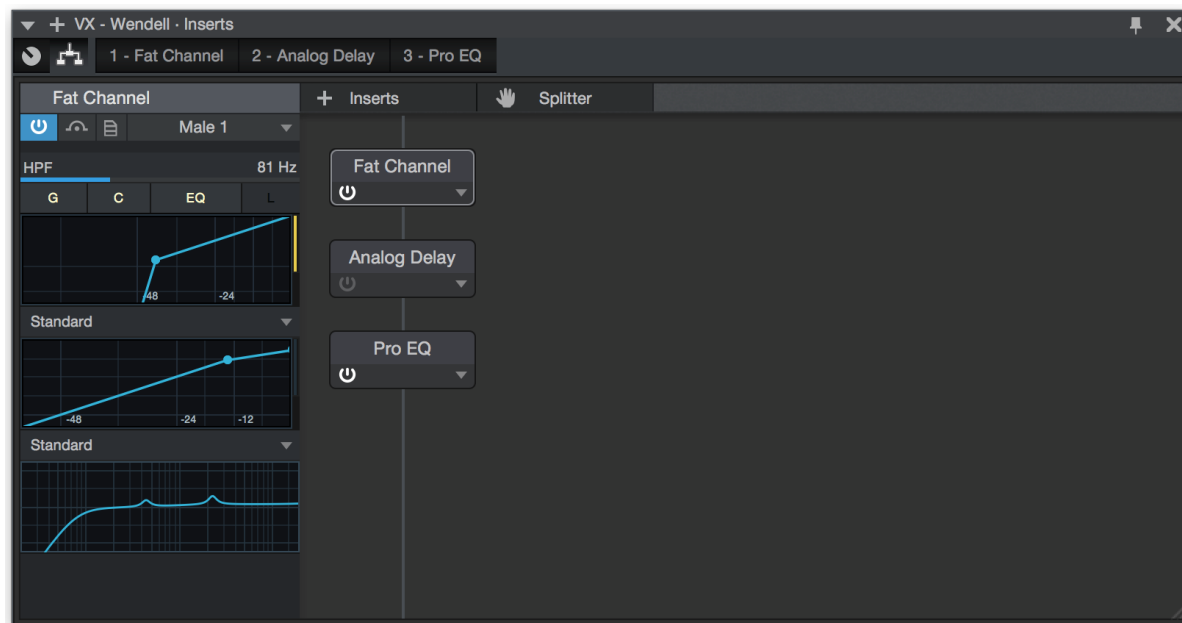 VX - Wendell · Inserts
1 - Fat Channel 2 - Analog Delay 3 - Pro EQ
Fat Channel
Inserts
Splitter
Male 1
HPF 81 Hz
G C EQ L
-48 -24
Standard
-48 -24 -12
Standard
Fat Channel
Analog Delay
Pro EQ